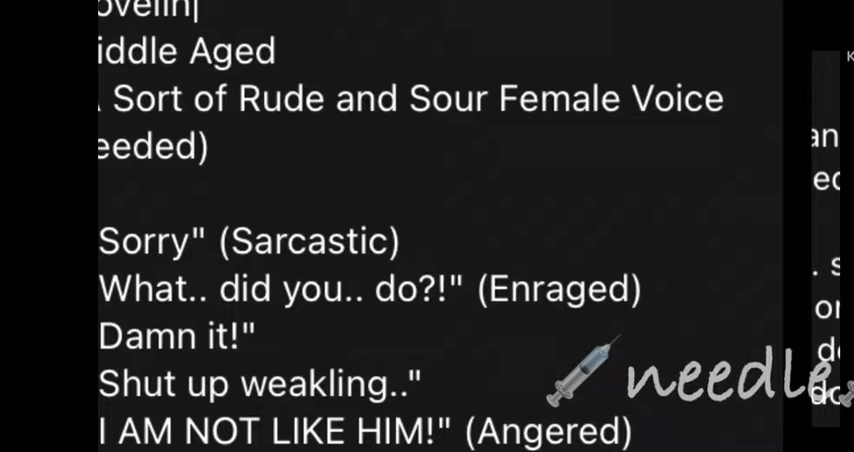 iddle Aged
Sort of Rude and Sour Female Voice
eeded)
Sorry" (Sarcastic)
What.. did you.. do?!" (Enraged)
Damn it!"
Shut up weakling.."
I AM NOT LIKE HIM!" (Angered)
needle